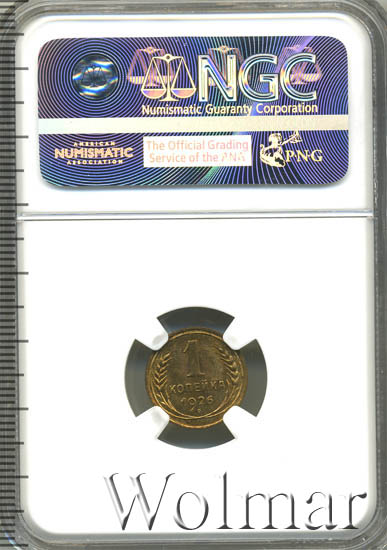 NGC
Numismatic Guaranty Corporation
AMERICAN
NUMISMATIC
ASSOCIATION
The Official Grading
Service of the ANA
PNG
1
КОПЕЙКА
1926
Wolmar